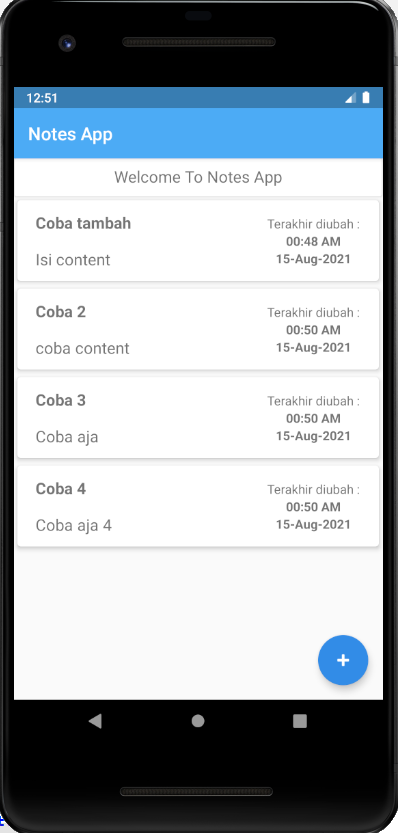 12:51
Notes App
Welcome To Notes App
Coba tambah
Terakhir diubah :
00:48 AM
Isi content
15-Aug-2021
Coba 2
Terakhir diubah :
00:50 AM
coba content
15-Aug-2021
Coba 3
Terakhir diubah :
00:50 AM
Coba aja
15-Aug-2021
Coba 4
Terakhir diubah :
00:50 AM
Coba aja 4
15-Aug-2021
+